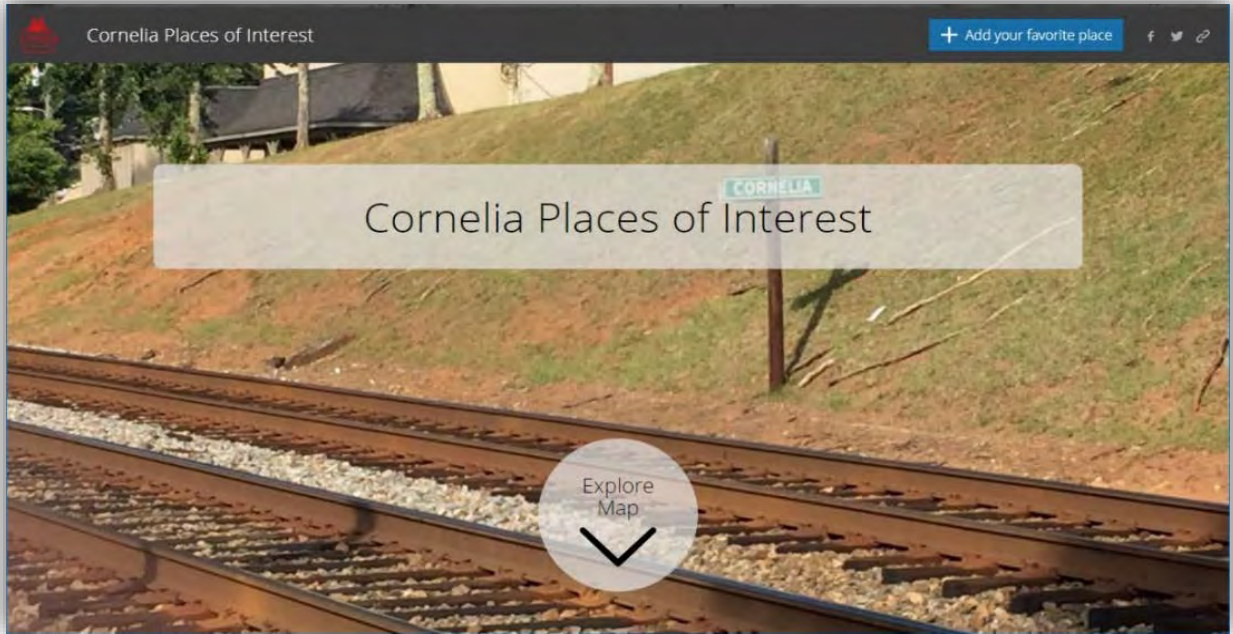 Cornelia Places of Interest
+ Add your favorite place
CORNELIA
Cornelia Places of Interest
Explore
Map